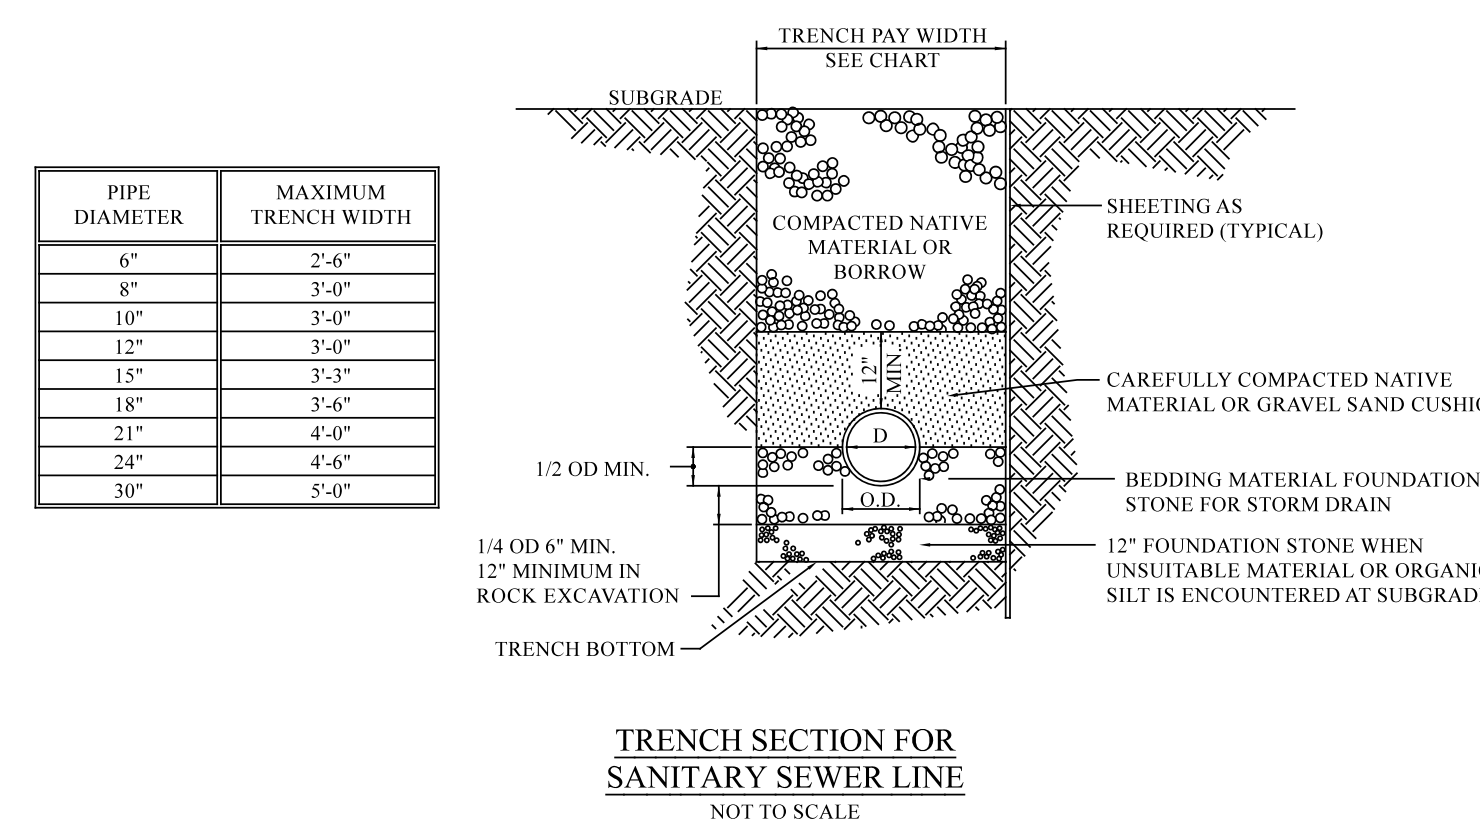 TRENCH PAY WIDTH
SEE CHART
SUBGRADE
PIPE
DIAMETER
MAXIMUM
TRENCH WIDTH
6" 2'-6"
8" 3'-0"
10" 3'-0"
12" 3'-0"
15" 3'-3"
18" 3'-6"
21" 4'-0"
24" 4'-6"
30" 5'-0"
SHEETING AS
REQUIRED (TYPICAL)
COMPACTED NATIVE
MATERIAL OR
BORROW
12"
MIN.
CAREFULLY COMPACTED NATIVE
MATERIAL OR GRAVEL SAND CUSHIO
D
1/2 OD MIN.
O.D.
BEDDING MATERIAL FOUNDATION
STONE FOR STORM DRAIN
1/4 OD 6" MIN.
12" MINIMUM IN
ROCK EXCAVATION
12" FOUNDATION STONE WHEN
UNSUITABLE MATERIAL OR ORGANI
SILT IS ENCOUNTERED AT SUBGRAD
TRENCH BOTTOM
TRENCH SECTION FOR
SANITARY SEWER LINE
NOT TO SCALE